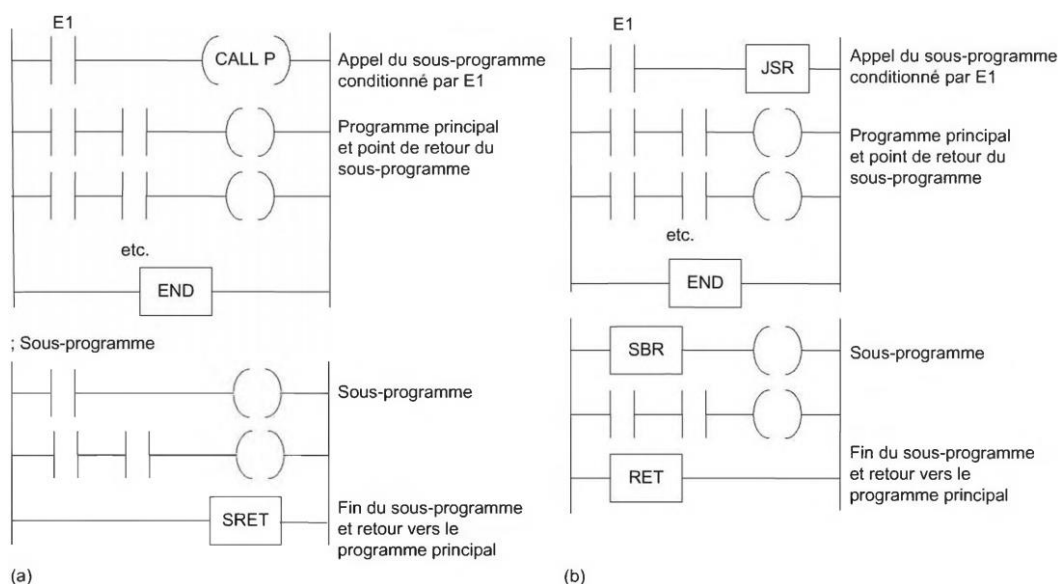 E1
CALL P
Appel du sous-programme
conditionné par E1
Programme principal
et point de retour du
sous-programme
etc.
END
; Sous-programme
Sous-programme
SRET
Fin du sous-programme
et retour vers le
programme principal
(a)
E1
JSR
Appel du sous-programme
conditionné par E1
Programme principal
et point de retour du
sous-programme
etc.
END
SBR
Sous-programme
RET
Fin du sous-programme
et retour vers le
programme principal
(b)